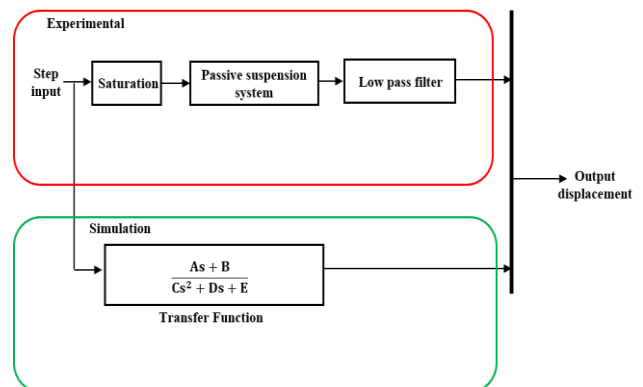 Experimental
Step
input
Saturation
Passive suspension
system
Low pass filter
Output
displacement
Simulation
As + B
Cs² + Ds + E
Transfer Function